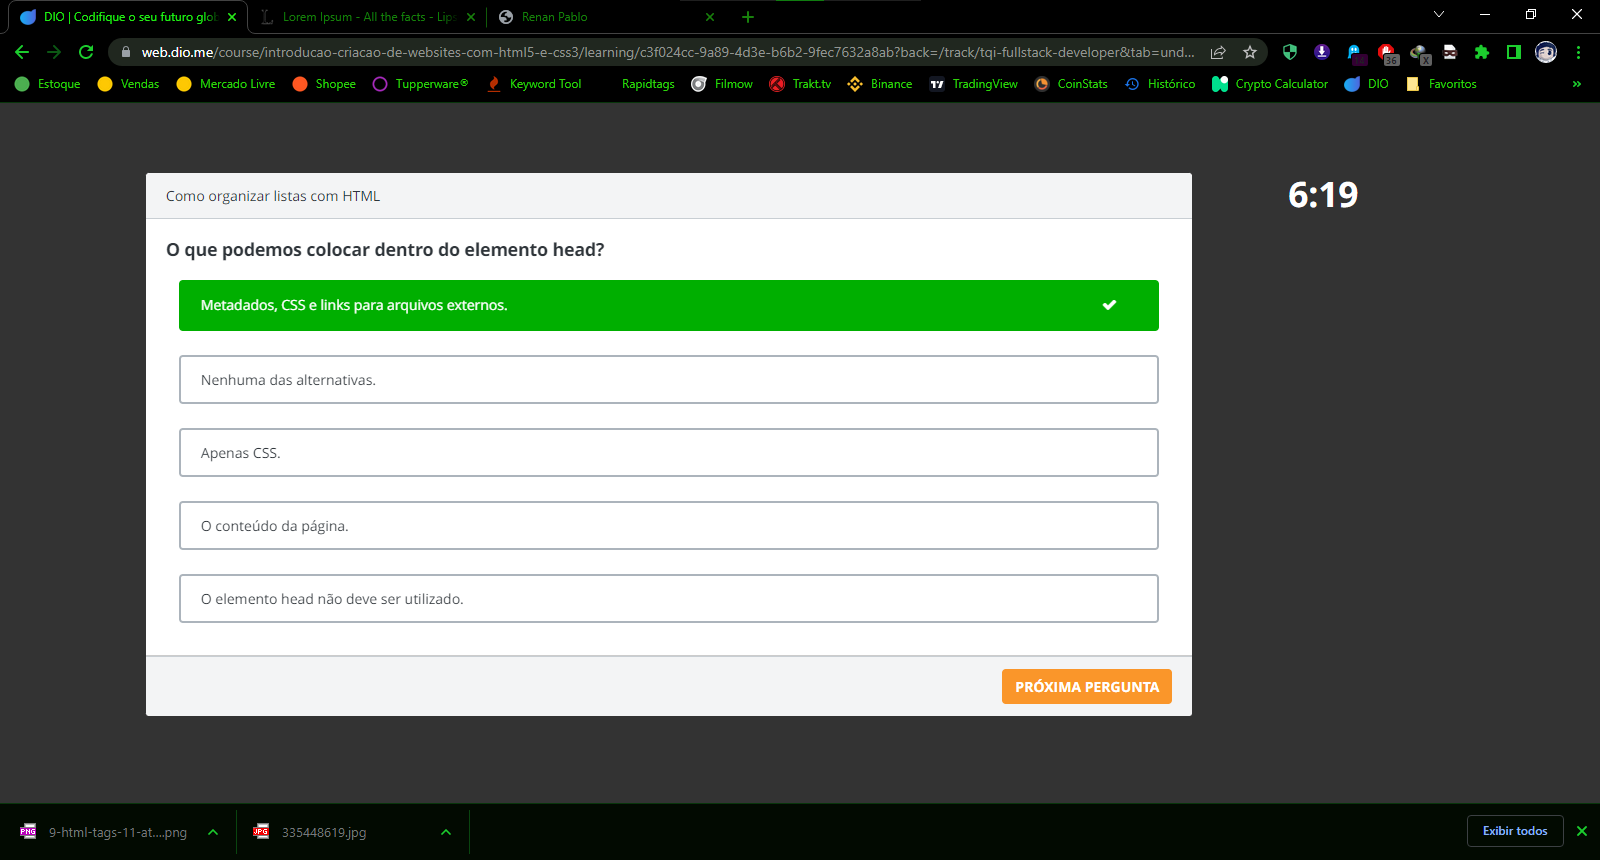 DIO | Codifique o seu futuro glob
Lorem Ipsum - All the facts - Lips
Renan Pablo
web.dio.me/course/introducao-criacao-de-websites-com-html5-e-css3/learning/c3f024cc-9a89-4d3e-b6b2-9fec7632a8ab?back=/track/tqi-fullstack-developer&tab=und...
36
X
Estoque
Vendas
Mercado Livre
Shopee
Tupperware®
Keyword Tool
Rapidtags
Filmow
Trakt.tv
Binance
TradingView
CoinStats
Histórico
Crypto Calculator
DIO
Favoritos
»
Como organizar listas com HTML
6:19
O que podemos colocar dentro do elemento head?
Metadados, CSS e links para arquivos externos.
Nenhuma das alternativas.
Apenas CSS.
O conteúdo da página.
O elemento head não deve ser utilizado.
PRÓXIMA PERGUNTA
PNG
9-html-tags-11-at....png
JPG
335448619.jpg
Exibir todos